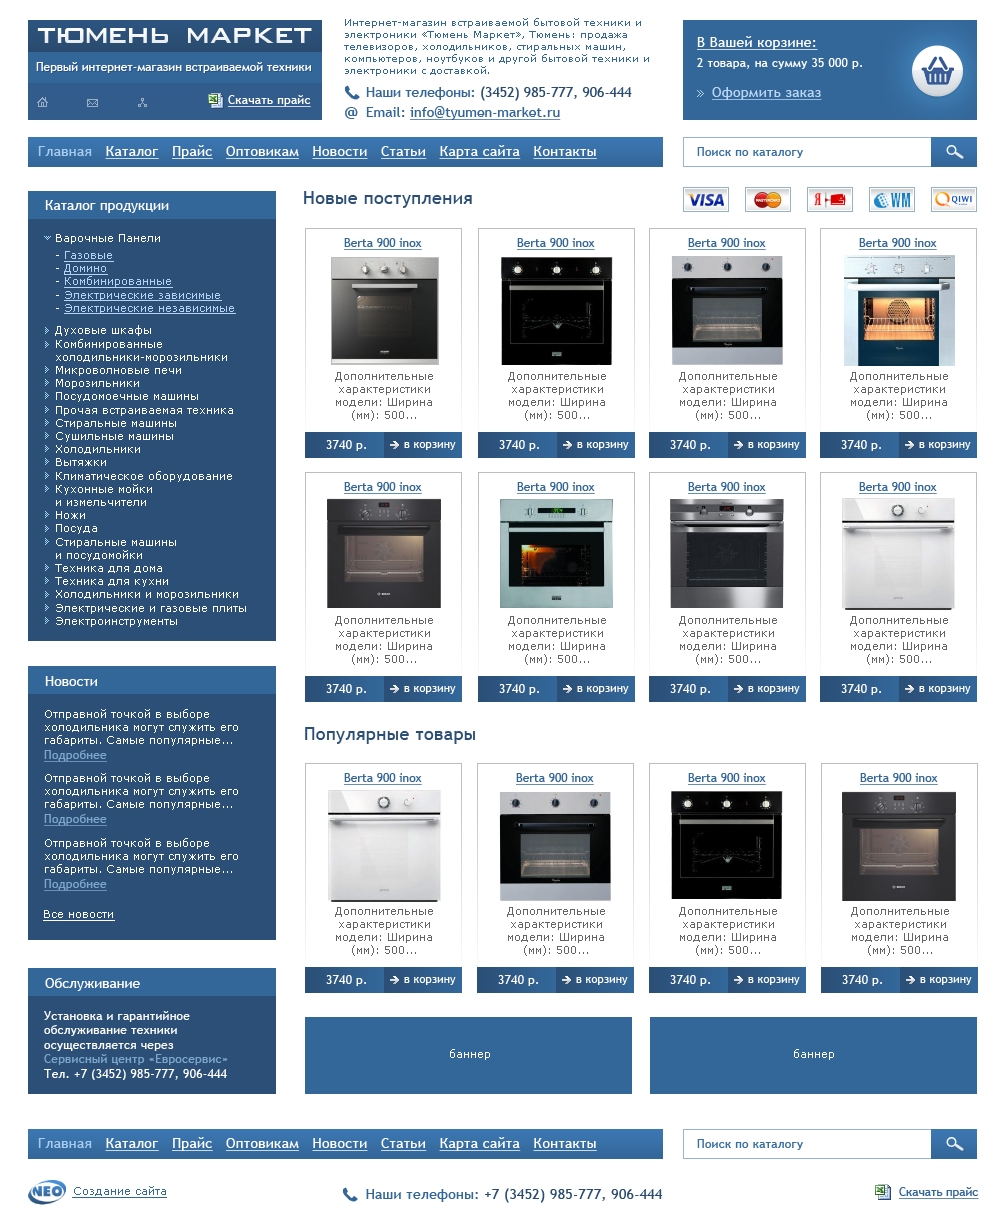 ТЮМЕНЬ МАРКЕТ
Первый интернет-магазин встраиваемой техники
Скачать прайс
Интернет-магазин встраиваемой бытовой техники и
электроники «Тюмень Маркет», Тюмень: продажа
телевизоров, холодильников, стиральных машин,
компьютеров, ноутбуков и другой бытовой техники и
электроники с доставкой.
Наши телефоны: (3452) 985-777, 906-444
@ Email: info@tyumen-market.ru
В Вашей корзине:
2 товара, на сумму 35 000 р.
Оформить заказ
Главная Каталог Прайс Оптовикам Новости Статьи Карта сайта Контакты
Поиск по каталогу
Каталог продукции
Варочные Панели
- Газовые
- Домино
- Комбинированные
- Электрические зависимые
- Электрические независимые
Духовые шкафы
Комбинированные
холодильники-морозильники
Микроволновые печи
Морозильники
Посудомоечные машины
Прочая встраиваемая техника
Стиральные машины
Сушильные машины
Холодильники
Вытяжки
Климатическое оборудование
Кухонные мойки
и измельчители
Ножи
Посуда
Стиральные машины
и посудомойки
Техника для дома
Техника для кухни
Холодильники и морозильники
Электрические и газовые плиты
Электроинструменты
Новости
Отправной точкой в выборе
холодильника могут служить его
габариты. Самые популярные...
Подробнее
Отправной точкой в выборе
холодильника могут служить его
габариты. Самые популярные...
Подробнее
Отправной точкой в выборе
холодильника могут служить его
габариты. Самые популярные...
Подробнее
Все новости
Обслуживание
Установка и гарантийное
обслуживание техники
осуществляется через
Сервисный центр «Евросервис»
Тел. +7 (3452) 985-777, 906-444
Новые поступления
VISA MasterCard Я WM QIWI
Berta 900 inox Berta 900 inox Berta 900 inox Berta 900 inox
Дополнительные Дополнительные Дополнительные Дополнительные
характеристики характеристики характеристики характеристики
модели: Ширина модели: Ширина модели: Ширина модели: Ширина
(мм): 500... (мм): 500... (мм): 500... (мм): 500...
3740 р. в корзину 3740 р. в корзину 3740 р. в корзину 3740 р. в корзину
Berta 900 inox Berta 900 inox Berta 900 inox Berta 900 inox
Дополнительные Дополнительные Дополнительные Дополнительные
характеристики характеристики характеристики характеристики
модели: Ширина модели: Ширина модели: Ширина модели: Ширина
(мм): 500... (мм): 500... (мм): 500... (мм): 500...
3740 р. в корзину 3740 р. в корзину 3740 р. в корзину 3740 р. в корзину
Популярные товары
Berta 900 inox Berta 900 inox Berta 900 inox Berta 900 inox
Дополнительные Дополнительные Дополнительные Дополнительные
характеристики характеристики характеристики характеристики
модели: Ширина модели: Ширина модели: Ширина модели: Ширина
(мм): 500... (мм): 500... (мм): 500... (мм): 500...
3740 р. в корзину 3740 р. в корзину 3740 р. в корзину 3740 р. в корзину
баннер баннер
Главная Каталог Прайс Оптовикам Новости Статьи Карта сайта Контакты
Поиск по каталогу
NEO Создание сайта
Наши телефоны: +7 (3452) 985-777, 906-444
Скачать прайс